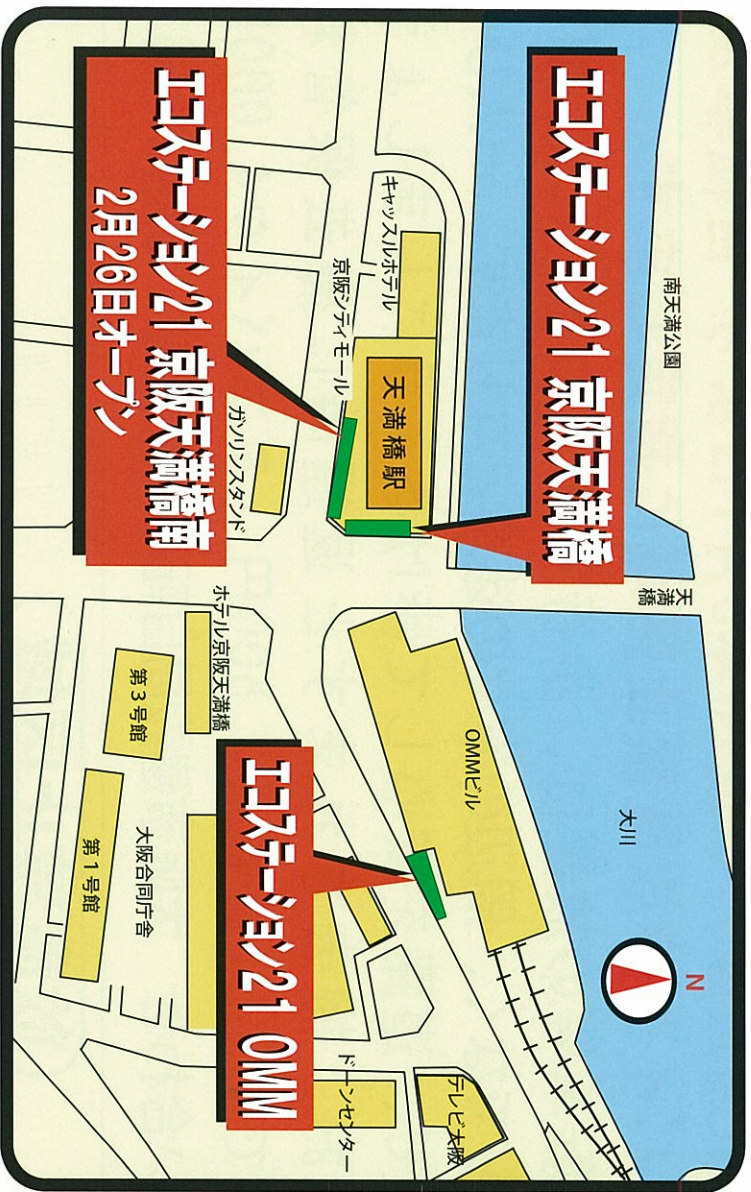 南天満公園
エコステーション21 京阪天満橋
天満橋
大川
N
キャッスルホテル
京阪シティモール
天満橋駅
OMMビル
エコステーション21 京阪天満橋南
2月26日オープン
ガソリンスタンド
ホテル京阪天満橋
第3号館
第1号館
大阪合同庁舎
エコステーション21 OMM
ドーンセンター
テレビ大阪